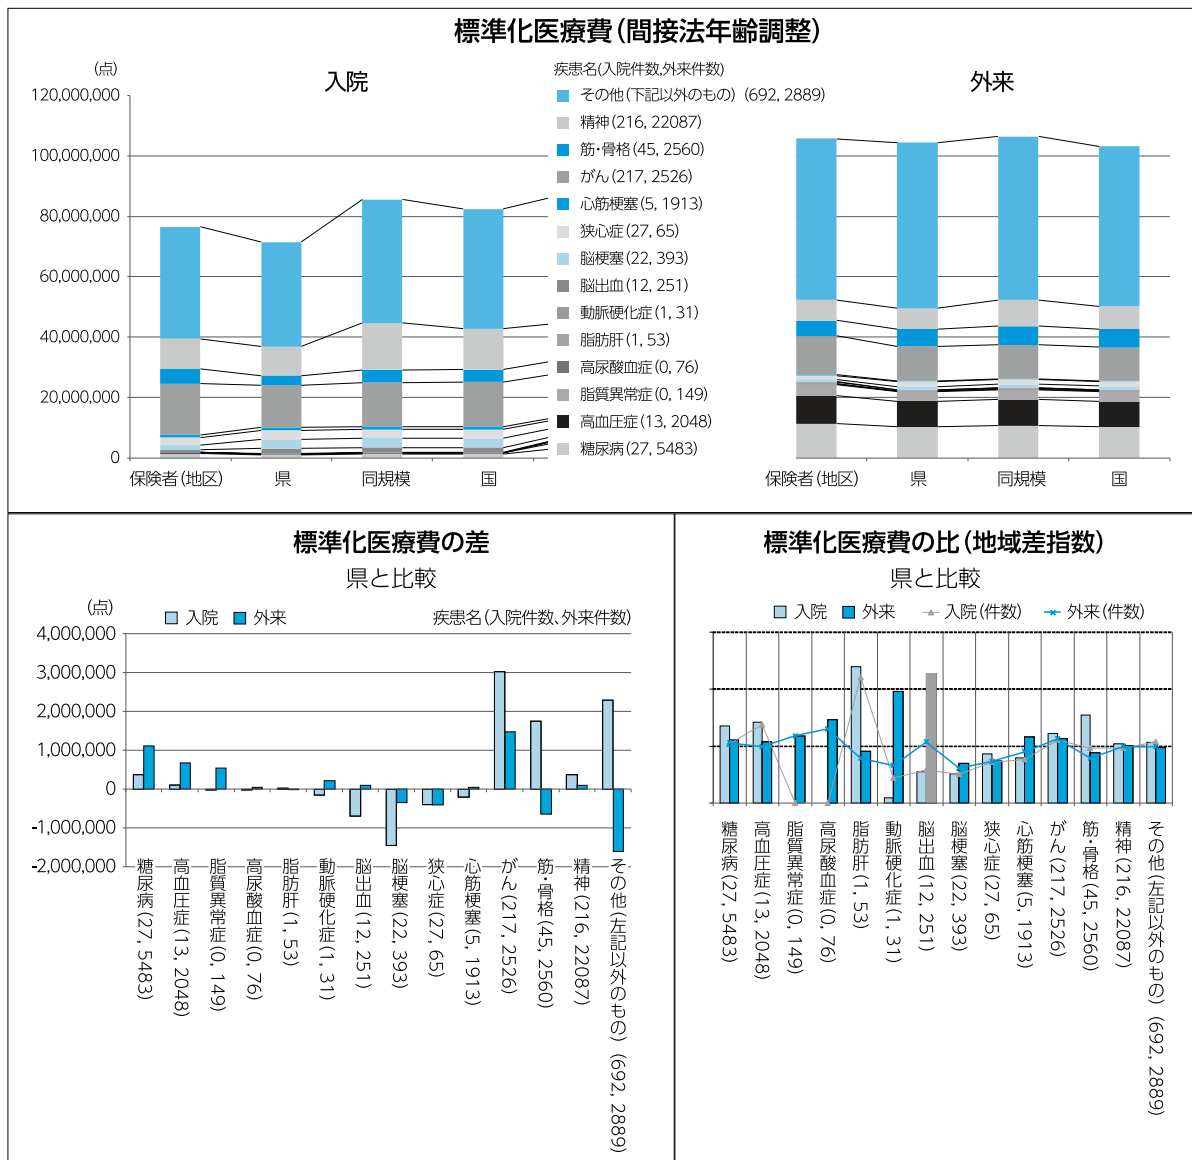 標準化医療費(間接法年齢調整)
(点)
入院
疾患名(入院件数,外来件数)
外来
120,000,000
100,000,000
80,000,000
60,000,000
40,000,000
20,000,000
0
その他(下記以外のもの) (692, 2889)
精神(216, 22087)
筋・骨格(45, 2560)
がん(217, 2526)
心筋梗塞(5, 1913)
狭心症(27, 65)
脳梗塞(22, 393)
脳出血(12, 251)
動脈硬化症(1, 31)
脂肪肝(1, 53)
高尿酸血症(0, 76)
脂質異常症(0, 149)
高血圧症(13, 2048)
糖尿病(27, 5483)
保険者(地区) 県 同規模 国
保険者(地区) 県 同規模 国
標準化医療費の差
県と比較
(点)
入院 外来 疾患名(入院件数、外来件数)
4,000,000
3,000,000
2,000,000
1,000,000
0
-1,000,000
-2,000,000
糖尿病(27, 5483)
高血圧症(13, 2048)
脂質異常症(0, 149)
高尿酸血症(0, 76)
脂肪肝(1, 53)
動脈硬化症(1, 31)
脳出血(12, 251)
脳梗塞(22, 393)
狭心症(27, 65)
心筋梗塞(5, 1913)
がん(217, 2526)
筋・骨格(45, 2560)
精神(216, 22087)
その他(左記以外のもの) (692, 2889)
標準化医療費の比(地域差指数)
県と比較
入院 外来 入院(件数) 外来(件数)
糖尿病(27, 5483)
高血圧症(13, 2048)
脂質異常症(0, 149)
高尿酸血症(0, 76)
脂肪肝(1, 53)
動脈硬化症(1, 31)
脳出血(12, 251)
脳梗塞(22, 393)
狭心症(27, 65)
心筋梗塞(5, 1913)
がん(217, 2526)
筋・骨格(45, 2560)
精神(216, 22087)
その他(左記以外のもの) (692, 2889)